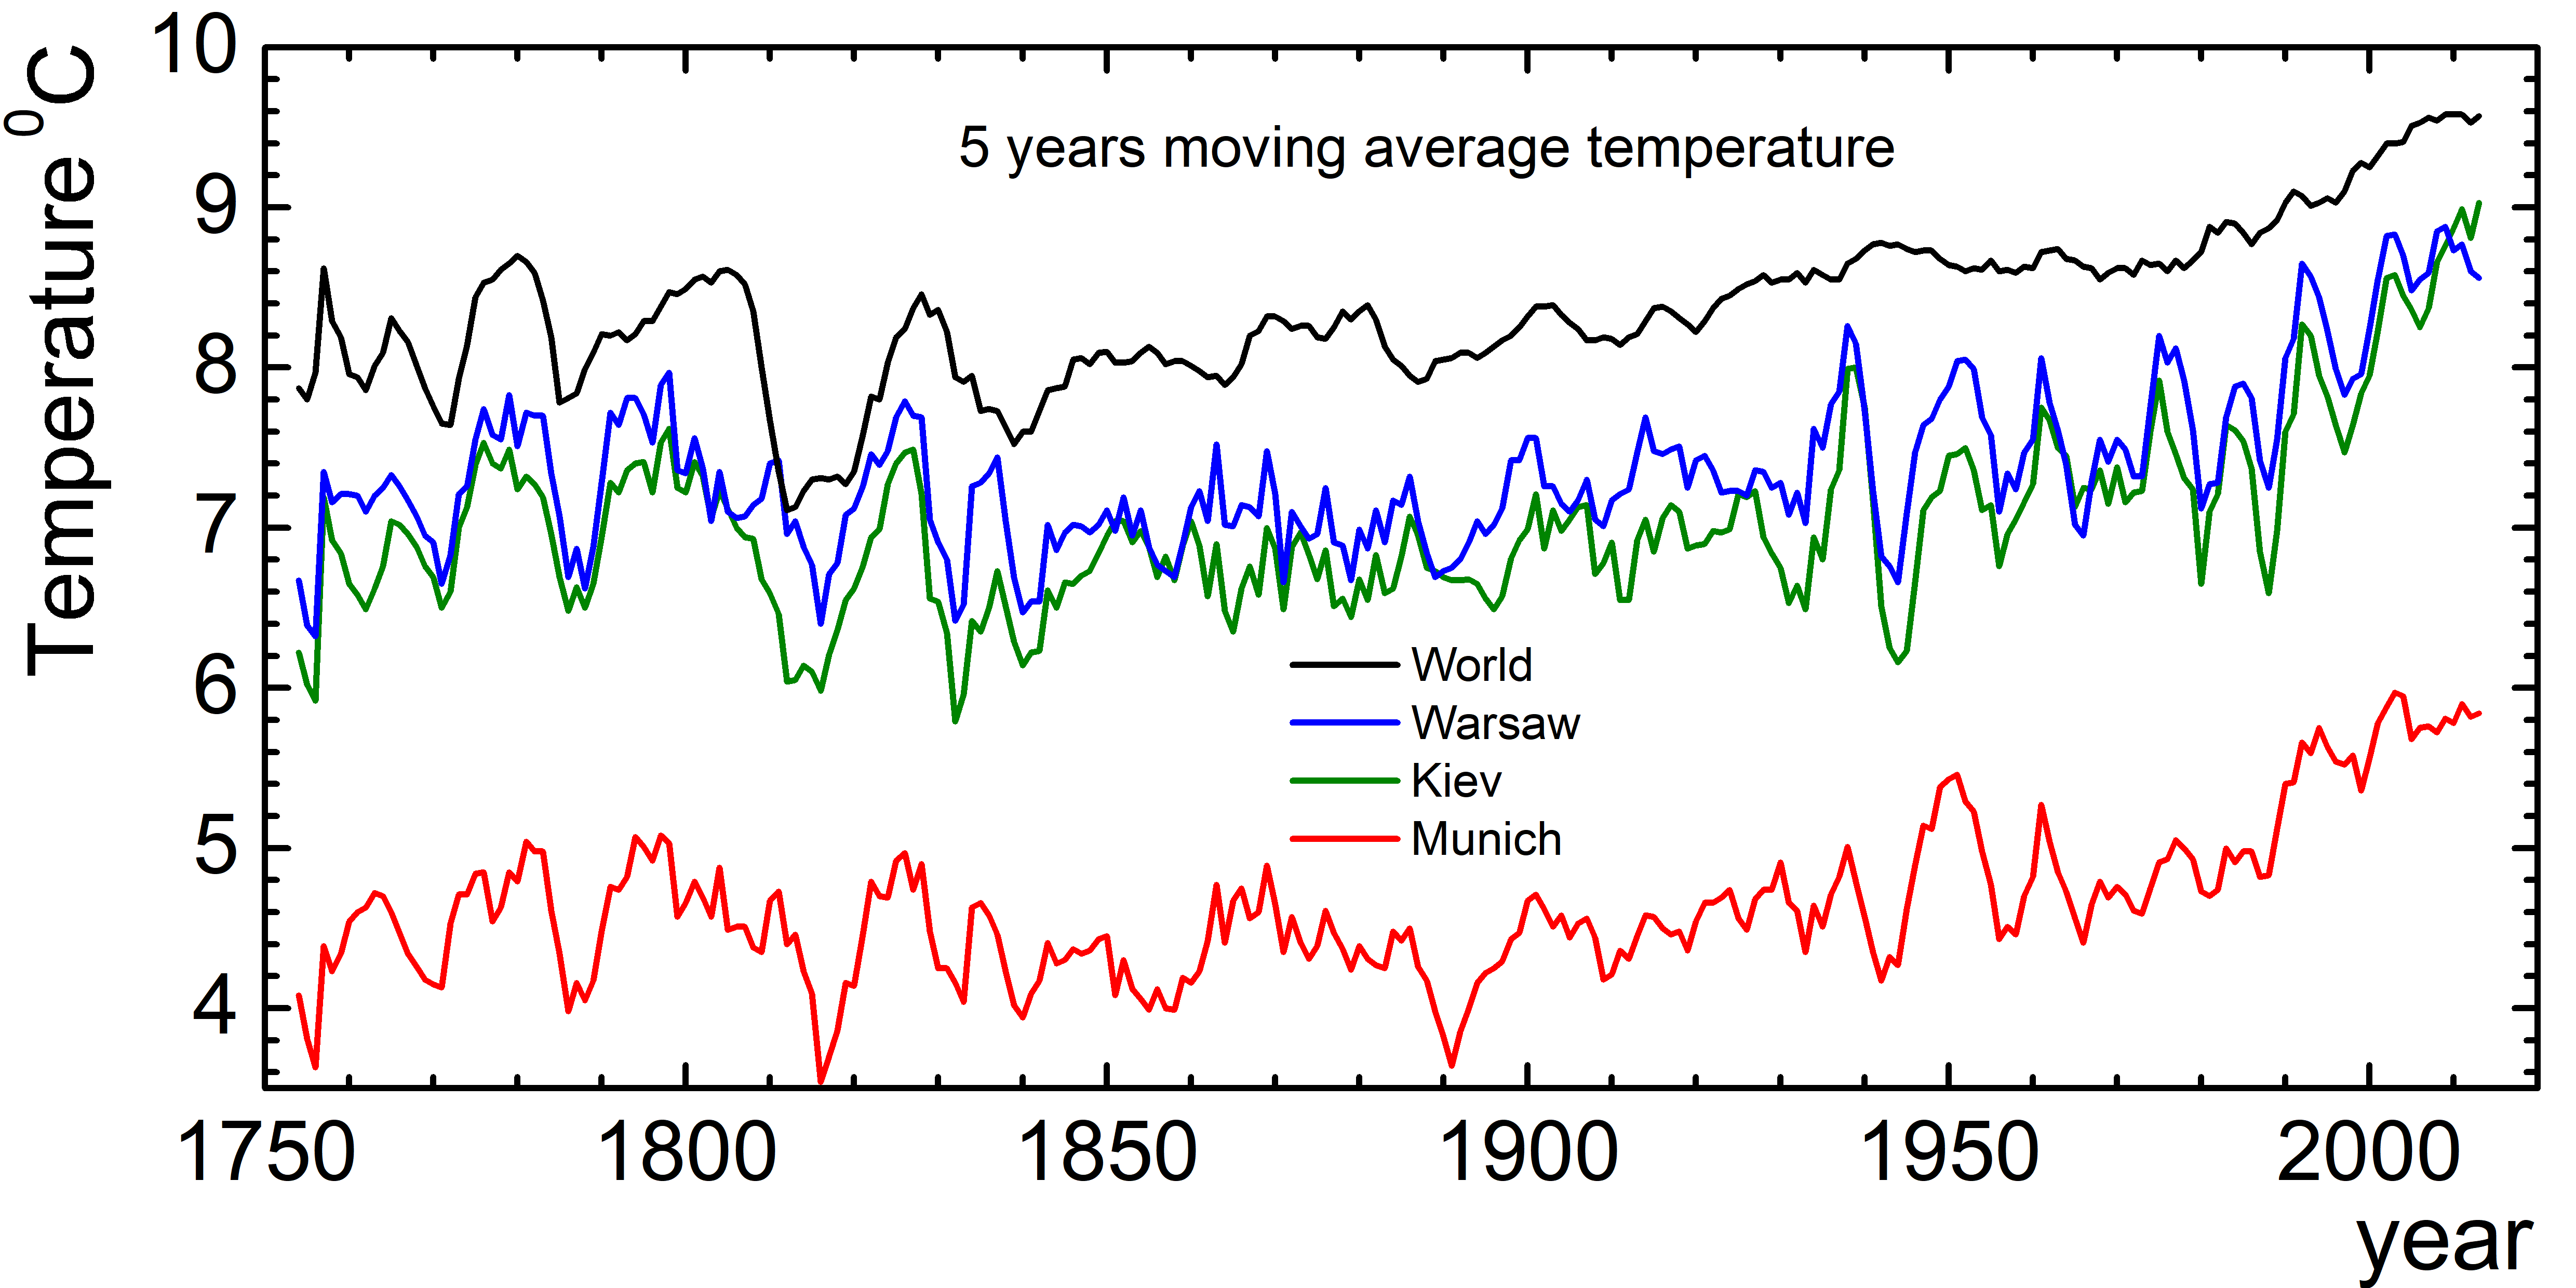 Temperature ⁰C
10
9
8
7
6
5
4
5 years moving average temperature
World
Warsaw
Kiev
Munich
1750 1800 1850 1900 1950 2000
year